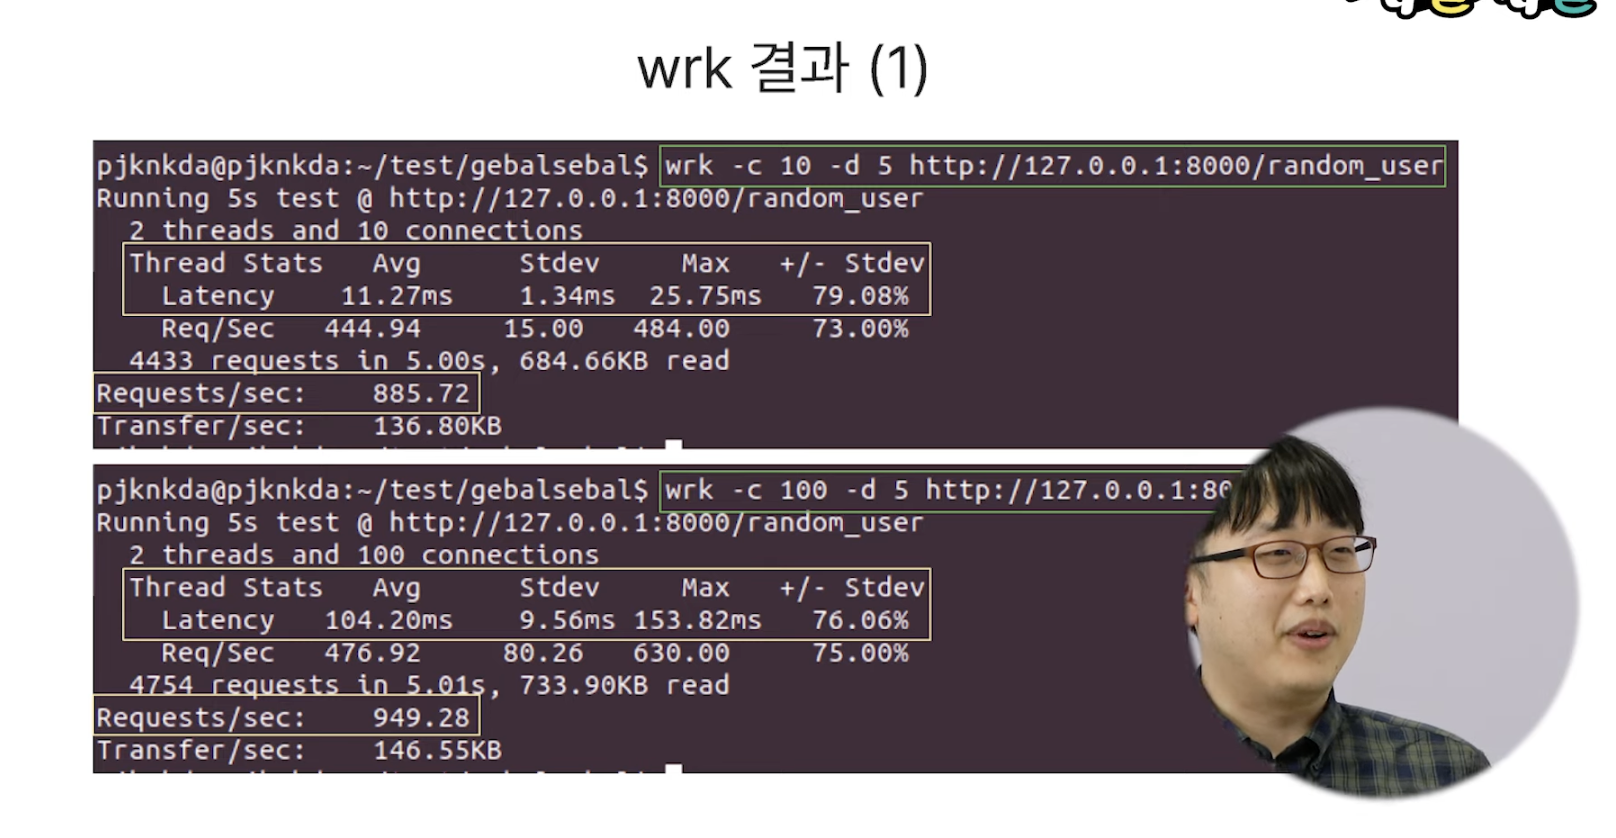 wrk 결과 (1)
pjknkda@pjknkda:~/test/gebalsebal$ wrk -c 10 -d 5 http://127.0.0.1:8000/random_user
Running 5s test @ http://127.0.0.1:8000/random_user
2 threads and 10 connections
Thread Stats Avg Stdev Max +/- Stdev
Latency 11.27ms 1.34ms 25.75ms 79.08%
Req/Sec 444.94 15.00 484.00 73.00%
4433 requests in 5.00s, 684.66KB read
Requests/sec: 885.72
Transfer/sec: 136.80KB
pjknkda@pjknkda:~/test/gebalsebal$ wrk -c 100 -d 5 http://127.0.0.1:80
Running 5s test @ http://127.0.0.1:8000/random_user
2 threads and 100 connections
Thread Stats Avg Stdev Max +/- Stdev
Latency 104.20ms 9.56ms 153.82ms 76.06%
Req/Sec 476.92 80.26 630.00 75.00%
4754 requests in 5.01s, 733.90KB read
Requests/sec: 949.28
Transfer/sec: 146.55KB